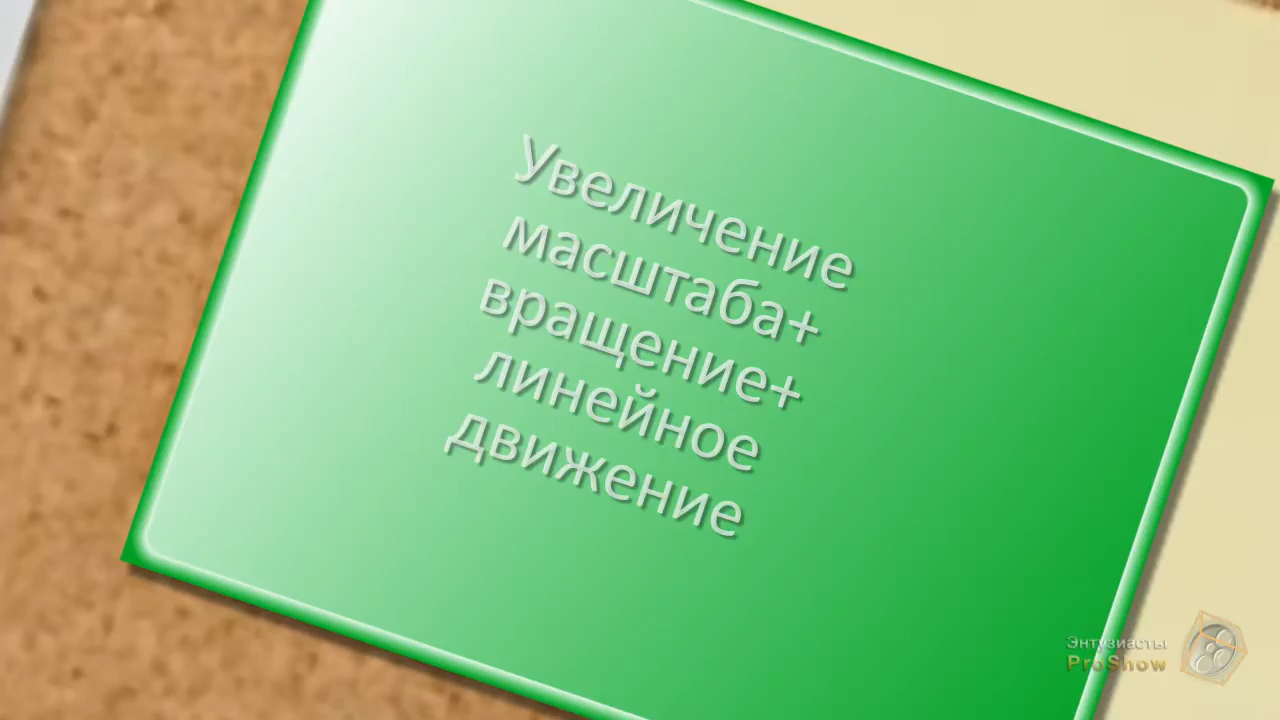 Увеличение
масштаба+
вращение+
линейное
движение
Энтузиасты
ProShow